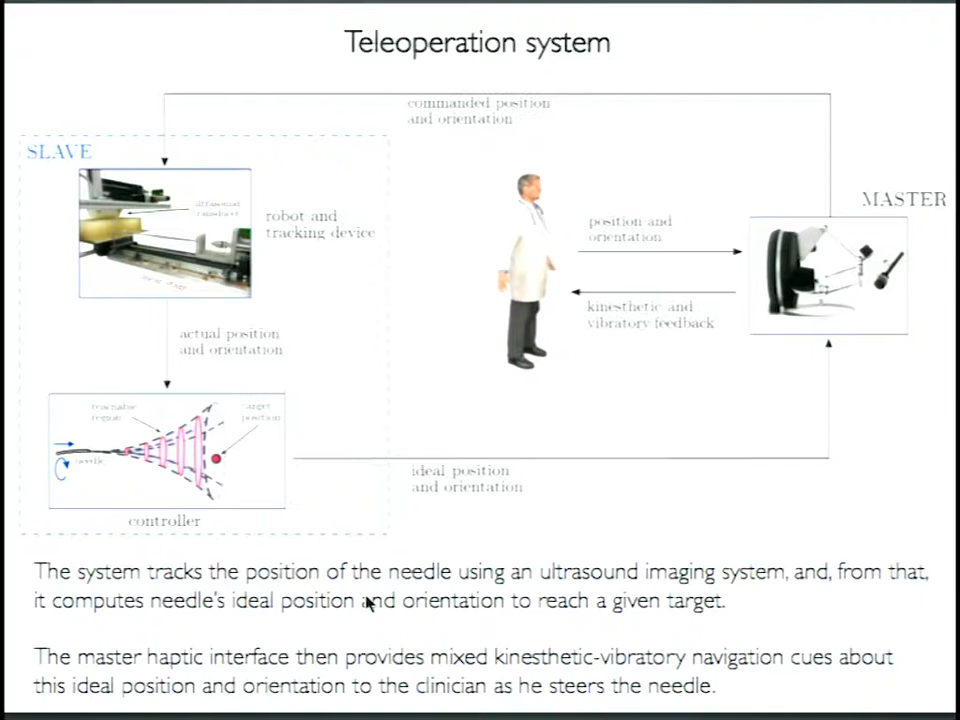 Teleoperation system
commanded position
and orientation
SLAVE
MASTER
ultrasound
transducer
robot and
tracking device
position and
orientation
kinesthetic and
vibratory feedback
actual position
and orientation
reachable
region
target
position
needle
controller
ideal position
and orientation
The system tracks the position of the needle using an ultrasound imaging system, and, from that,
it computes needle's ideal position and orientation to reach a given target.
The master haptic interface then provides mixed kinesthetic-vibratory navigation cues about
this ideal position and orientation to the clinician as he steers the needle.